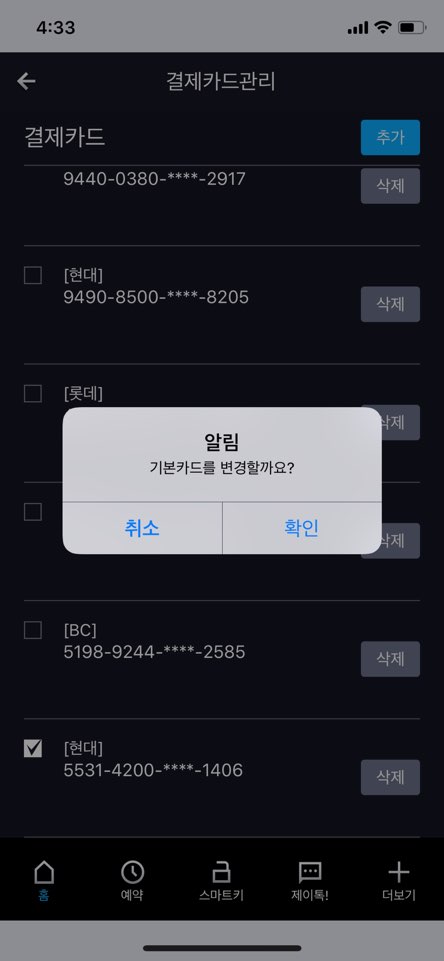 4:33
결제카드관리
결제카드
추가
9440-0380-****-2917
삭제
[현대]
9490-8500-****-8205
삭제
[롯데]
삭제
알림
기본카드를 변경할까요?
취소
확인
삭제
[BC]
5198-9244-****-2585
삭제
[현대]
5531-4200-****-1406
삭제
홈
예약
스마트키
제이톡!
더보기